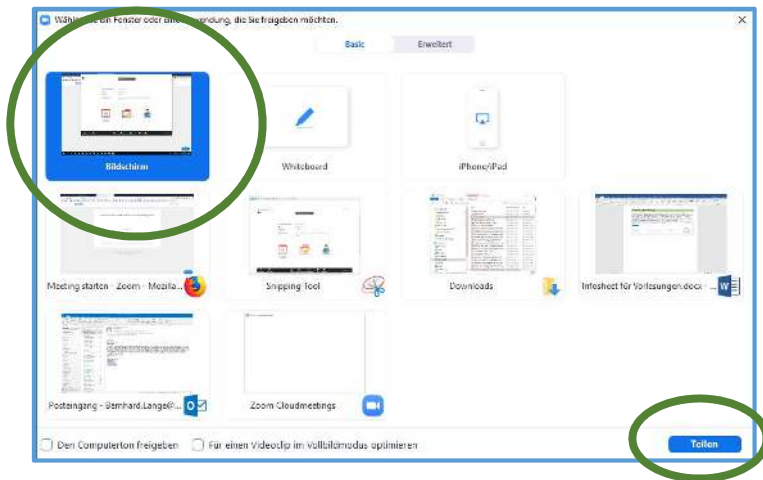 Wählen Sie ein Fenster oder eine Anwendung, die Sie freigeben möchten.
Basic
Erweitert
Bildschirm
Whiteboard
iPhone/iPad
Meeting starten - Zoom - Mozilla...
Snipping Tool
Downloads
Infosheet für Vorlesungen.docx - ...
Posteingang - Bernhard.Lange@...
Zoom Cloudmeetings
Den Computerton freigeben
Für einen Videoclip im Vollbildmodus optimieren
Teilen